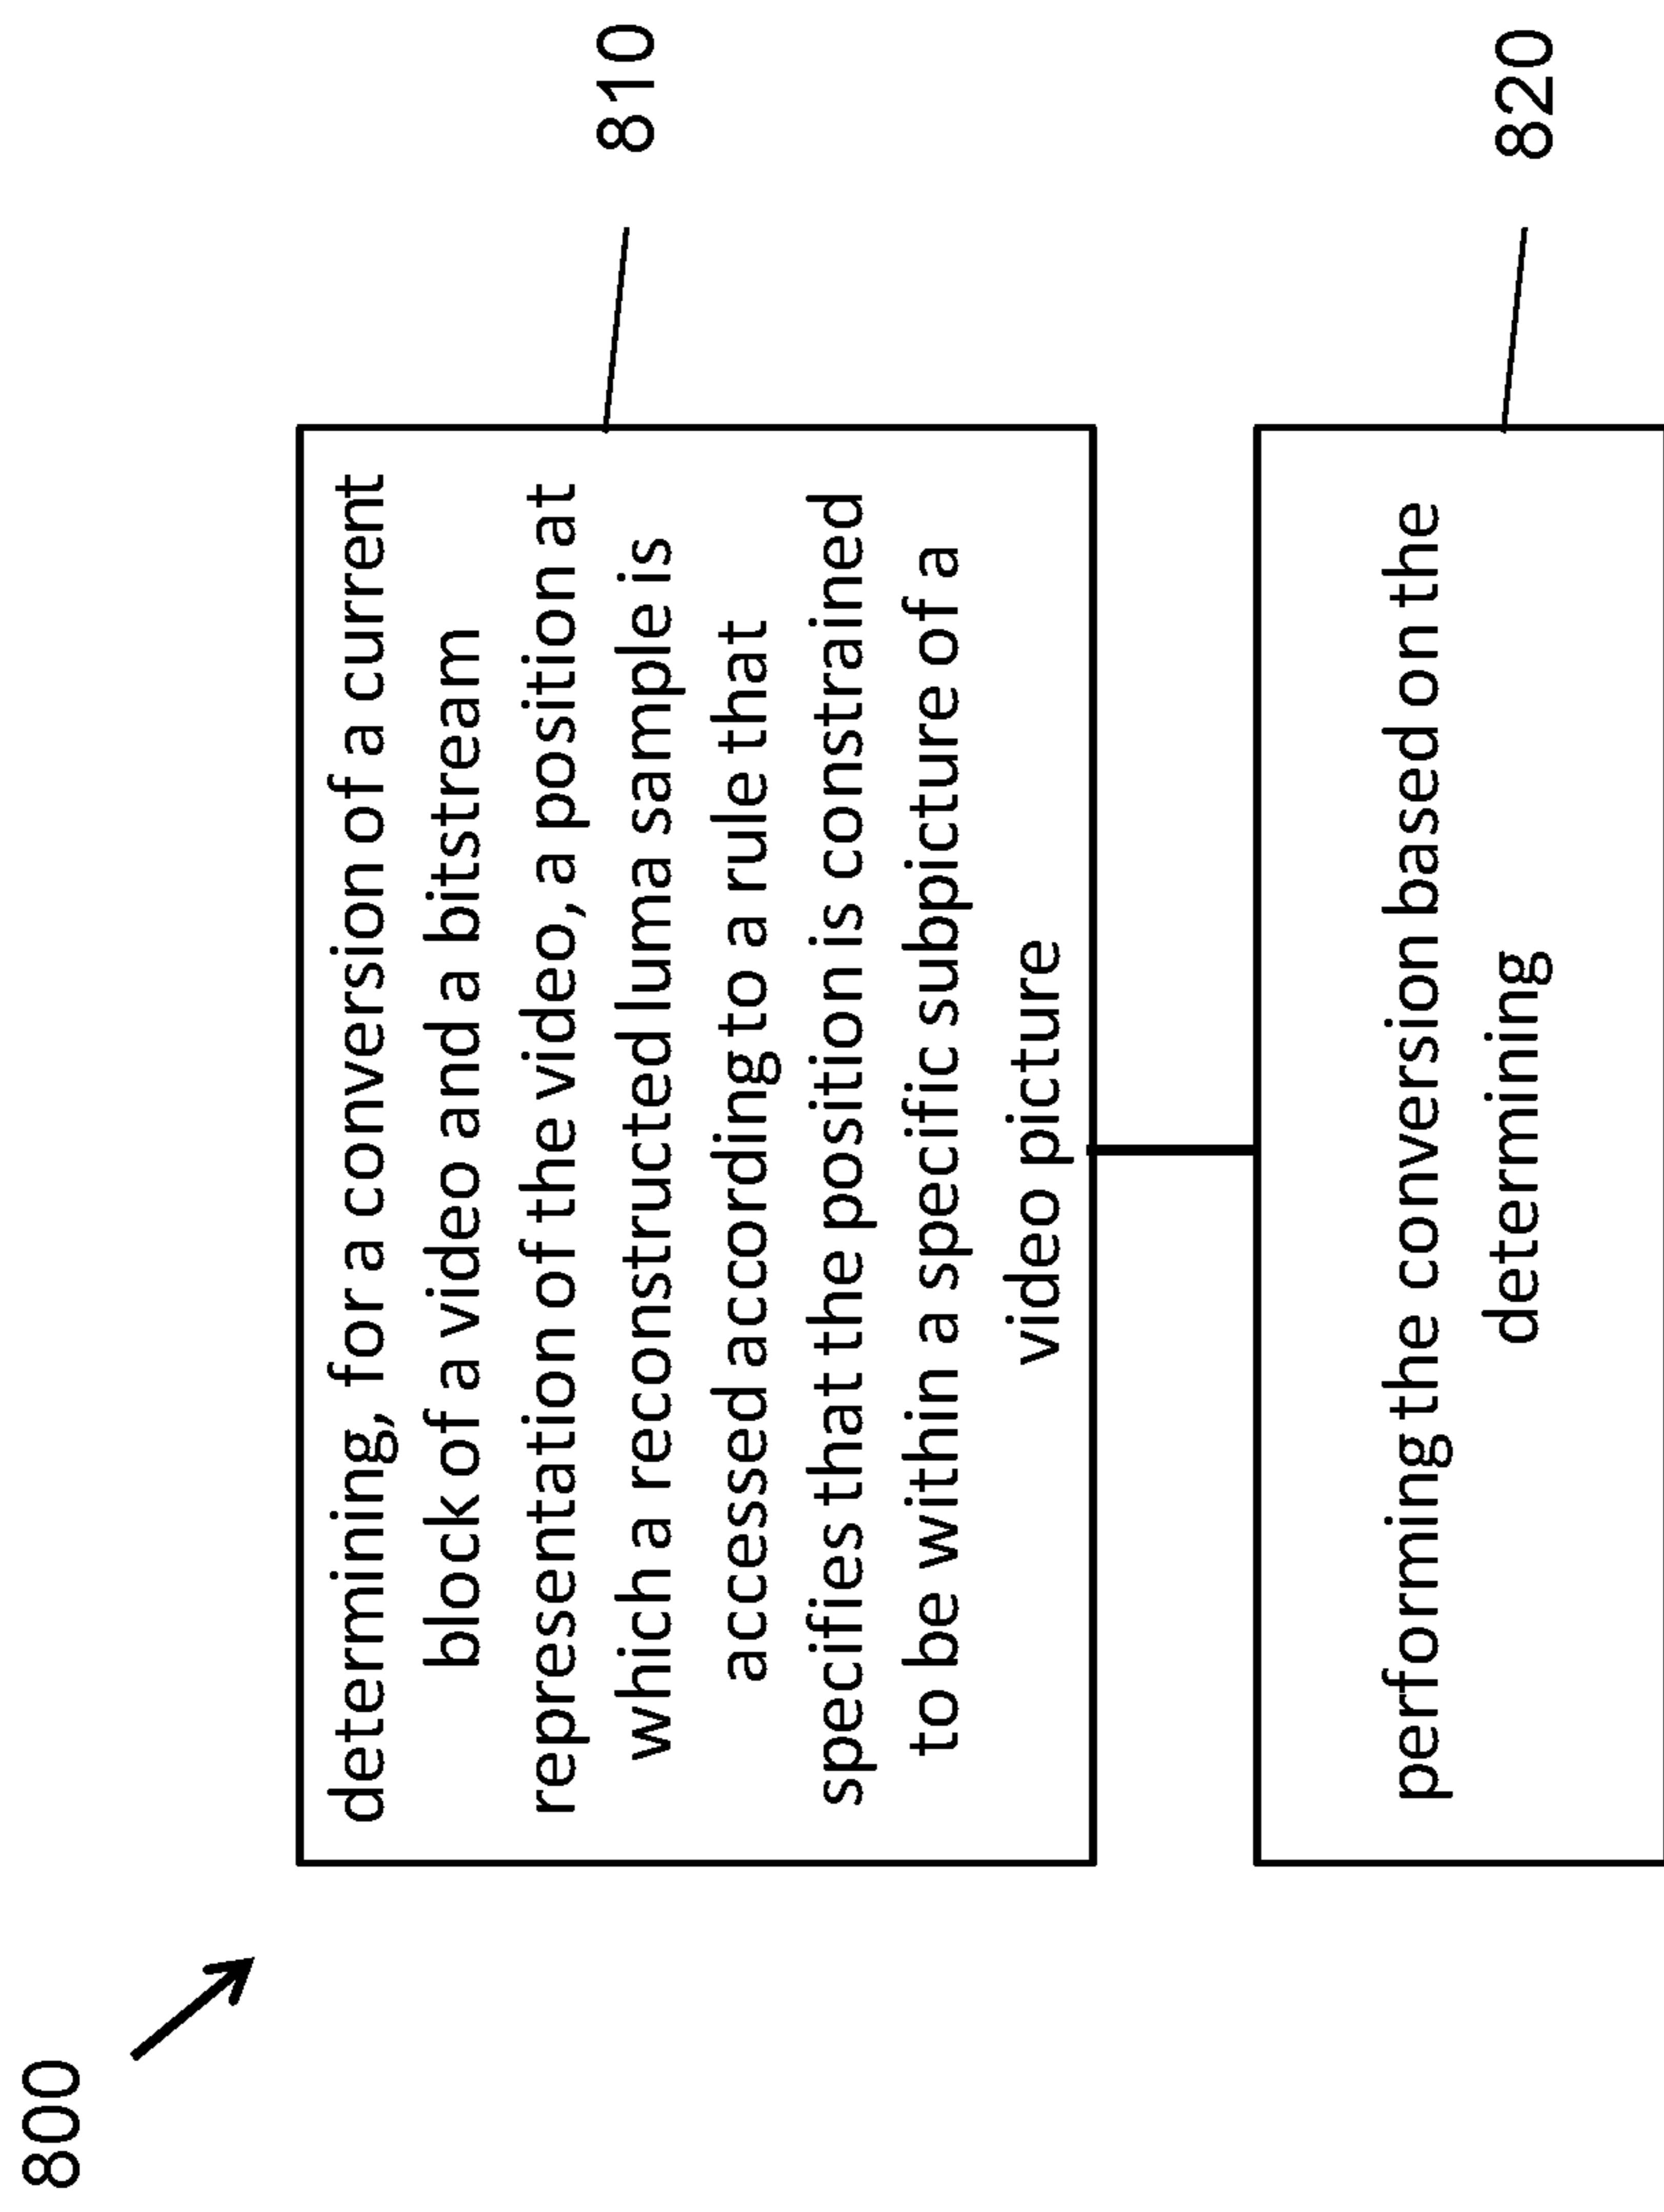 800
determining, for a conversion of a current
block of a video and a bitstream
representation of the video, a position at
which a reconstructed luma sample is
accessed according to a rule that
specifies that the position is constrained
to be within a specific subpicture of a
video picture
810
performing the conversion based on the
determining
820